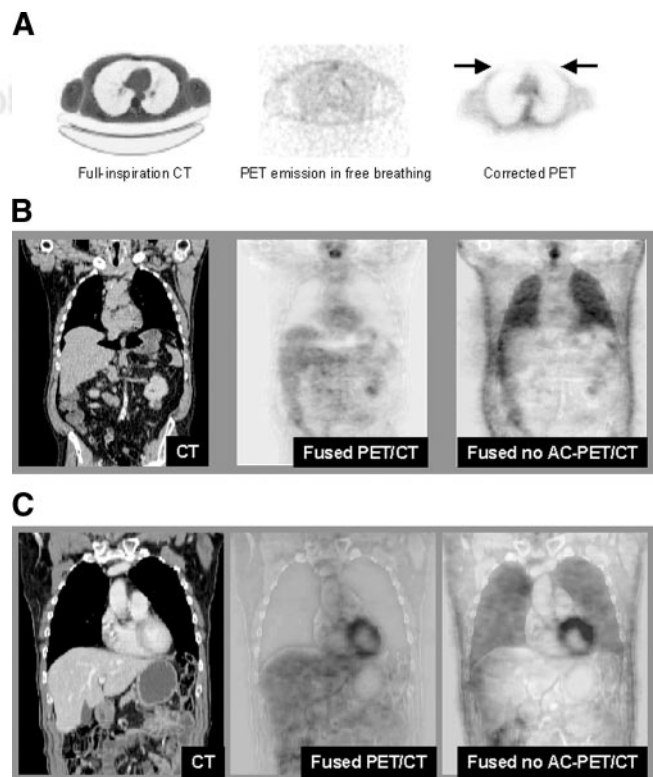 A
Full-inspiration CT
PET emission in free breathing
Corrected PET
B
CT
Fused PET/CT
Fused no AC-PET/CT
C
CT
Fused PET/CT
Fused no AC-PET/CT